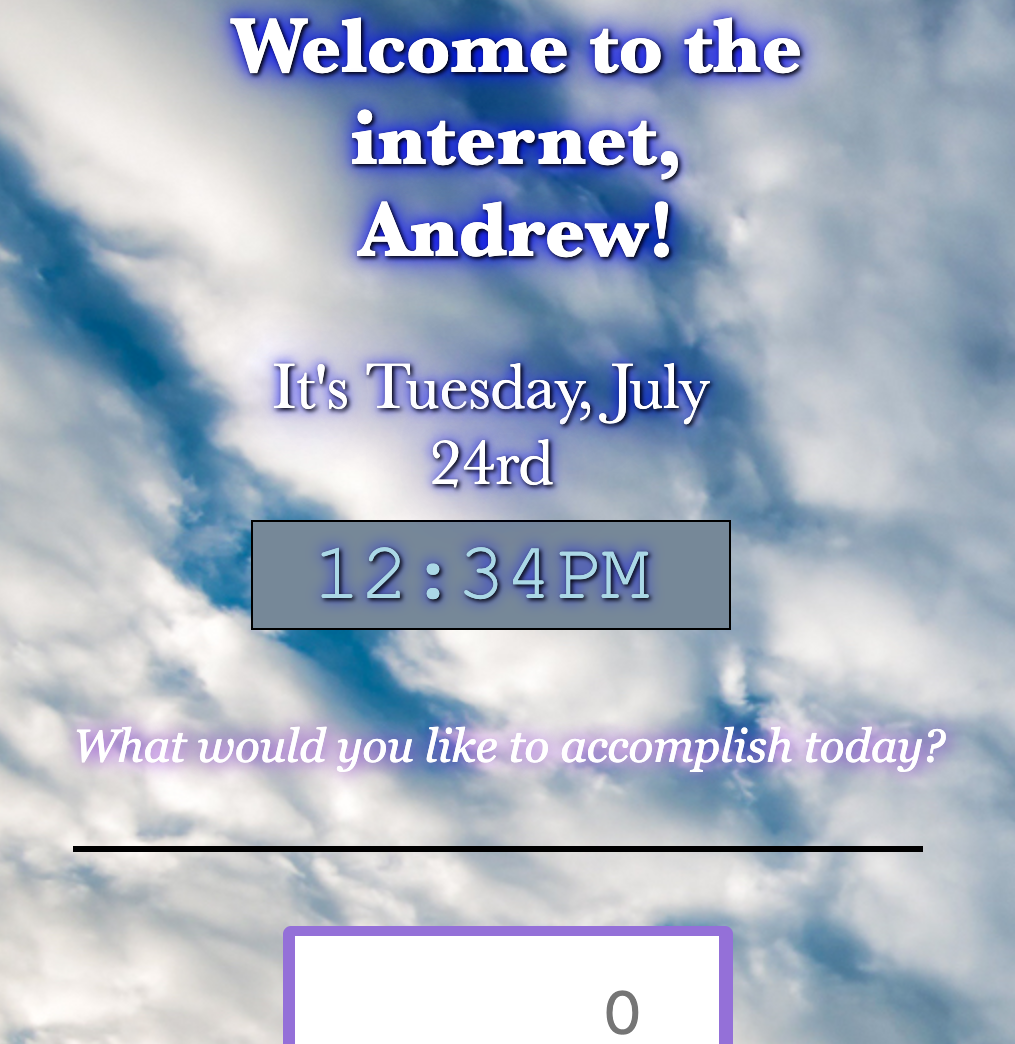 Welcome to the
internet,
Andrew!
It's Tuesday, July
24rd
12:34PM
What would you like to accomplish today?
0